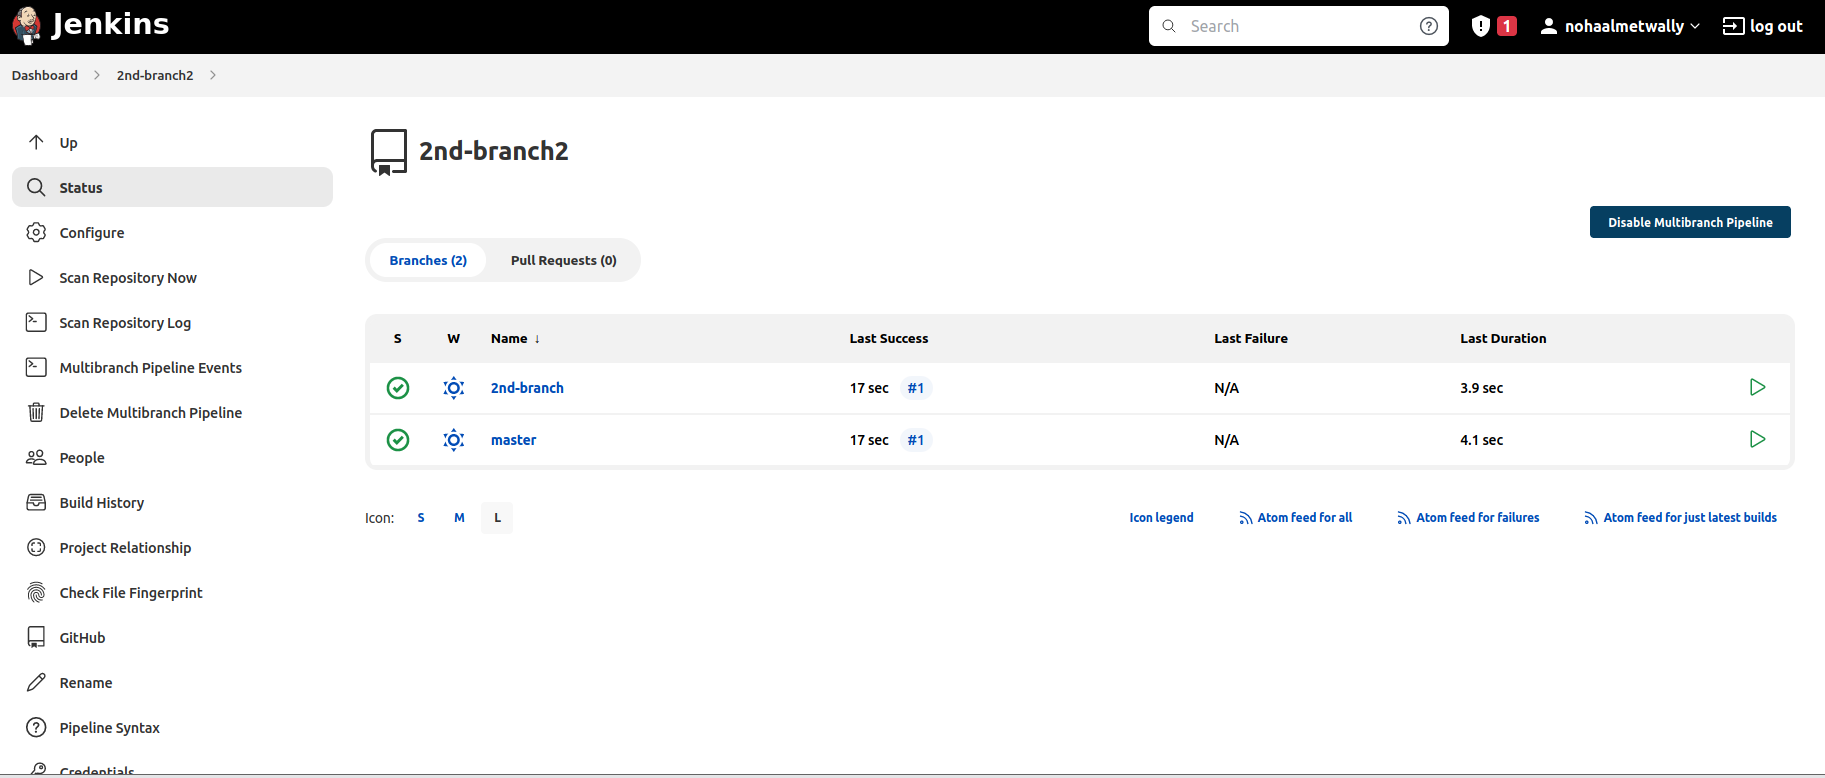 Jenkins
Search
1
nohaalmetwally
log out
Dashboard
2nd-branch2
Up
Status
Configure
Scan Repository Now
Scan Repository Log
Multibranch Pipeline Events
Delete Multibranch Pipeline
People
Build History
Project Relationship
Check File Fingerprint
GitHub
Rename
Pipeline Syntax
Credentials
2nd-branch2
Disable Multibranch Pipeline
Branches (2) Pull Requests (0)
S W Name ↓ Last Success Last Failure Last Duration
2nd-branch 17 sec #1 N/A 3.9 sec
master 17 sec #1 N/A 4.1 sec
Icon: S M L
Icon legend Atom feed for all Atom feed for failures Atom feed for just latest builds